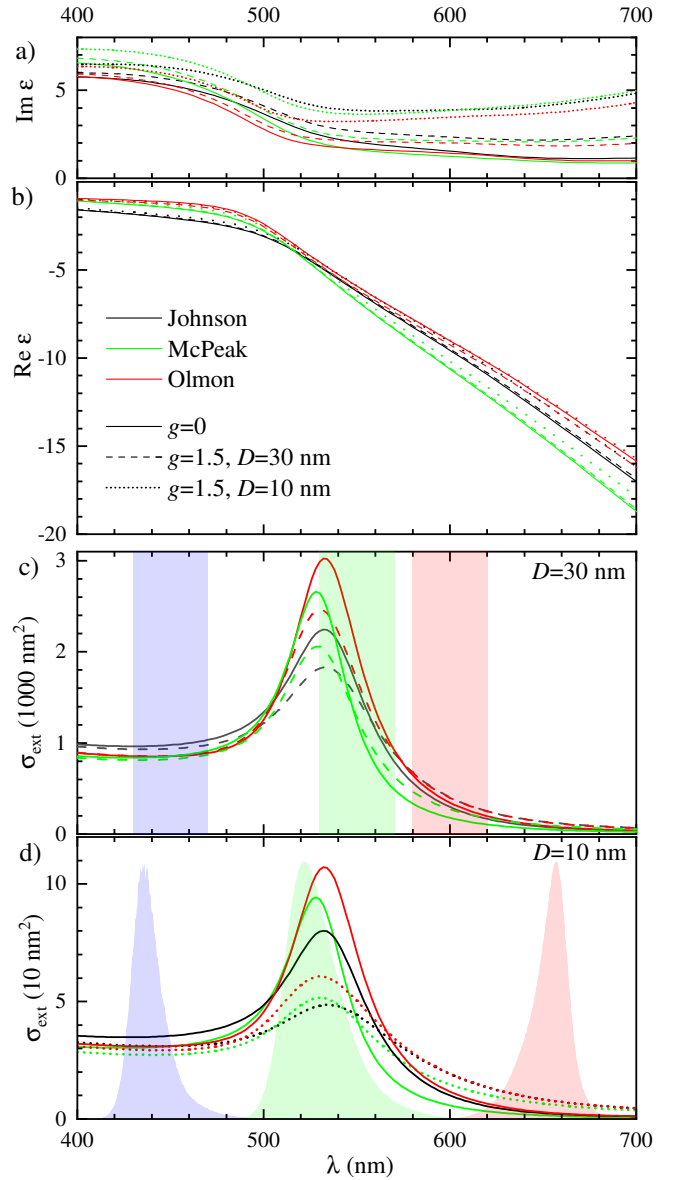 400 500 600 700
a)
Im ε
5
0
b)
Re ε
-5
-10
-15
-20
Johnson
McPeak
Olmon
g=0
g=1.5, D=30 nm
g=1.5, D=10 nm
c)
D=30 nm
σext (1000 nm²)
3
2
1
0
d)
D=10 nm
σext (10 nm²)
10
5
0
400 500 600 700
λ (nm)